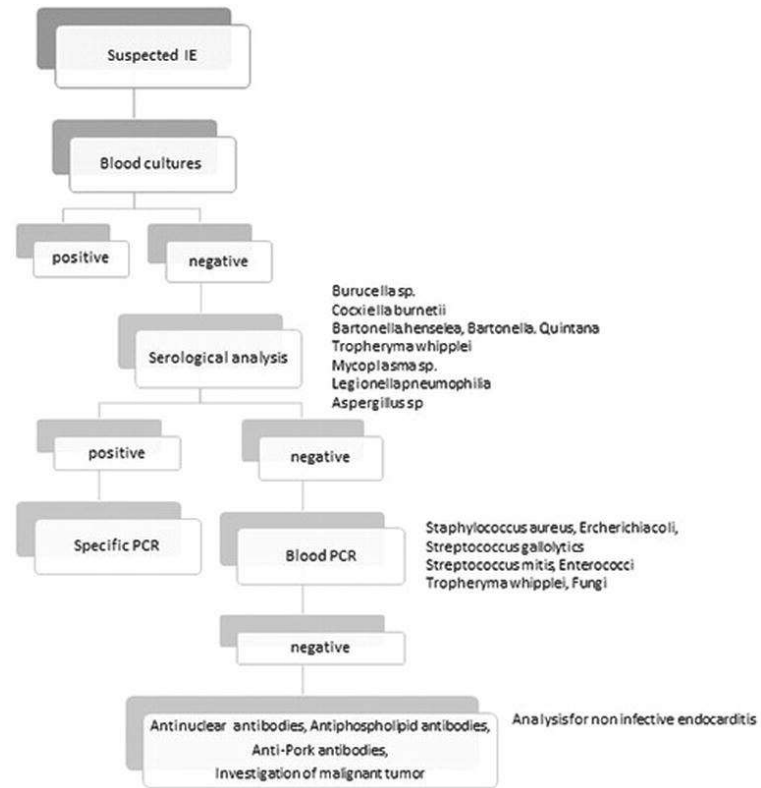 Suspected IE
Blood cultures
positive
negative
Burucella sp.
Cocxiella burnetii
Bartonella.henselea, Bartonella. Quintana
Tropheryma whipplei
Mycoplasma sp.
Legionella pneumophilia
Aspergillus sp
Serological analysis
positive
negative
Specific PCR
Blood PCR
Staphylococcus aureus, Ercherichia coli,
Streptococcus gallolytics
Streptococcus mitis, Enterococci
Tropheryma whipplei, Fungi
negative
Antinuclear antibodies, Antiphospholipid antibodies,
Anti-Pork antibodies,
Investigation of malignant tumor
Analysis for non infective endocarditis